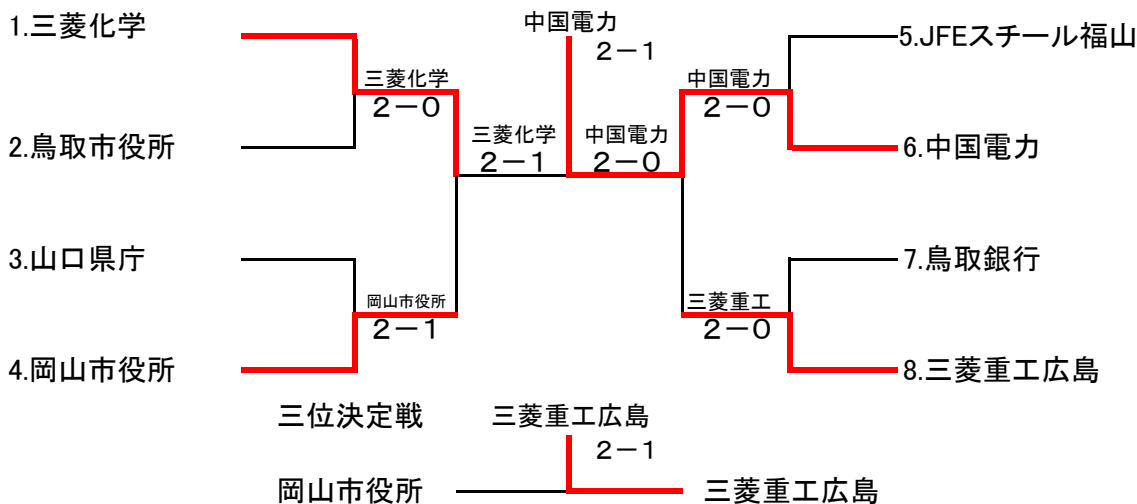 1.三菱化学
中国電力
2－1
5.JFEスチール福山
三菱化学
2－0
中国電力
2－0
2.鳥取市役所
三菱化学
2－1
中国電力
2－0
6.中国電力
3.山口県庁
7.鳥取銀行
岡山市役所
2－1
三菱重工
2－0
4.岡山市役所
8.三菱重工広島
三位決定戦
三菱重工広島
2－1
岡山市役所
三菱重工広島